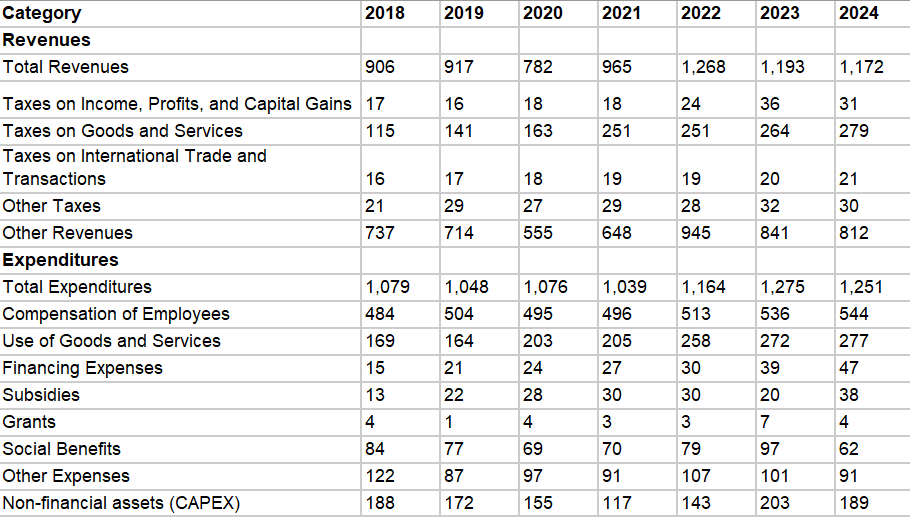 Category 2018 2019 2020 2021 2022 2023 2024
Revenues
Total Revenues 906 917 782 965 1,268 1,193 1,172
Taxes on Income, Profits, and Capital Gains 17 16 18 18 24 36 31
Taxes on Goods and Services 115 141 163 251 251 264 279
Taxes on International Trade and
Transactions 16 17 18 19 19 20 21
Other Taxes 21 29 27 29 28 32 30
Other Revenues 737 714 555 648 945 841 812
Expenditures
Total Expenditures 1,079 1,048 1,076 1,039 1,164 1,275 1,251
Compensation of Employees 484 504 495 496 513 536 544
Use of Goods and Services 169 164 203 205 258 272 277
Financing Expenses 15 21 24 27 30 39 47
Subsidies 13 22 28 30 30 20 38
Grants 4 1 4 3 3 7 4
Social Benefits 84 77 69 70 79 97 62
Other Expenses 122 87 97 91 107 101 91
Non-financial assets (CAPEX) 188 172 155 117 143 203 189